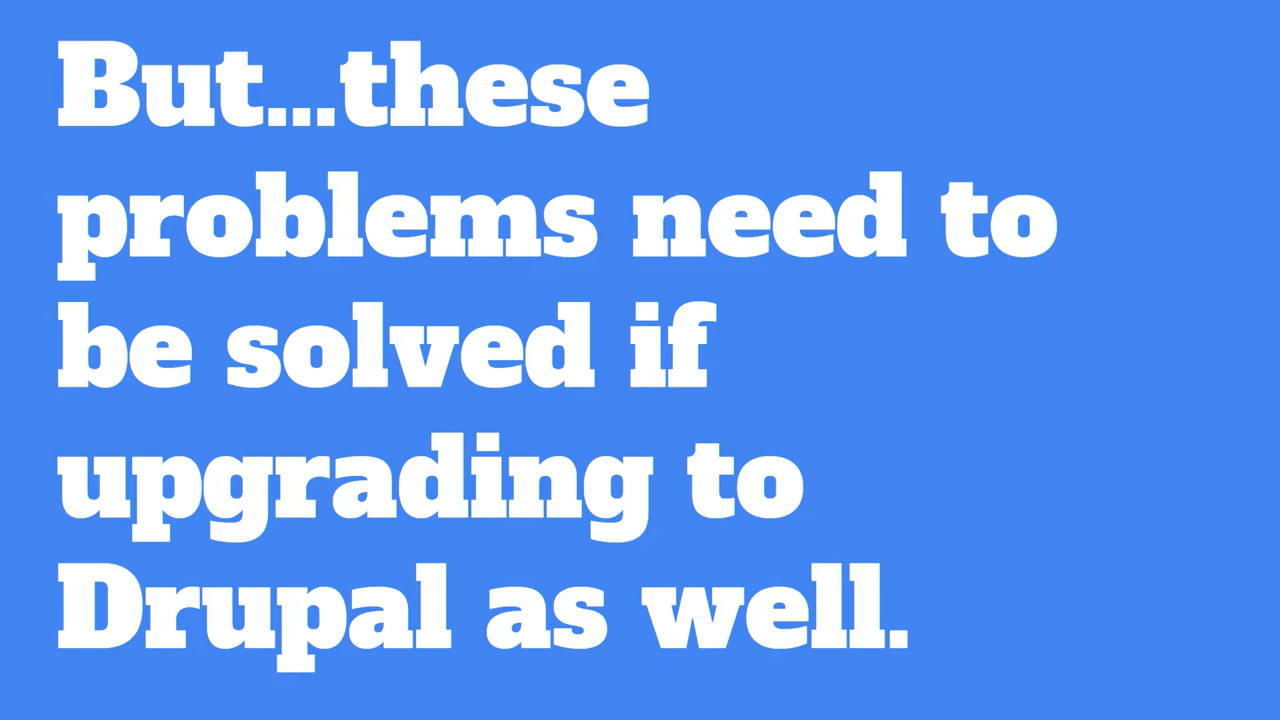 But...these
problems need to
be solved if
upgrading to
Drupal as well.